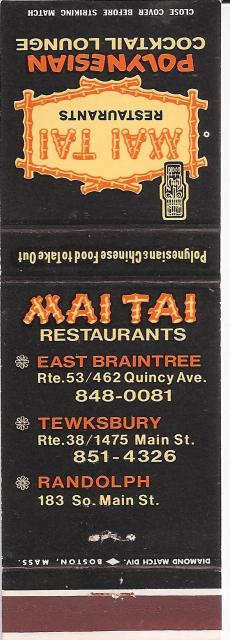 CLOSE COVER BEFORE STRIKING MATCH
POLYNESIAN
COCKTAIL LOUNGE
MAI TAI
RESTAURANTS
Polynesian & Chinese Food to Take Out
MAI TAI
RESTAURANTS
EAST BRAINTREE
Rte.53/462 Quincy Ave.
848-0081
TEWKSBURY
Rte.38/1475 Main St.
851-4326
RANDOLPH
183 So. Main St.
DIAMOND MATCH DIV. ◆ BOSTON, MASS.